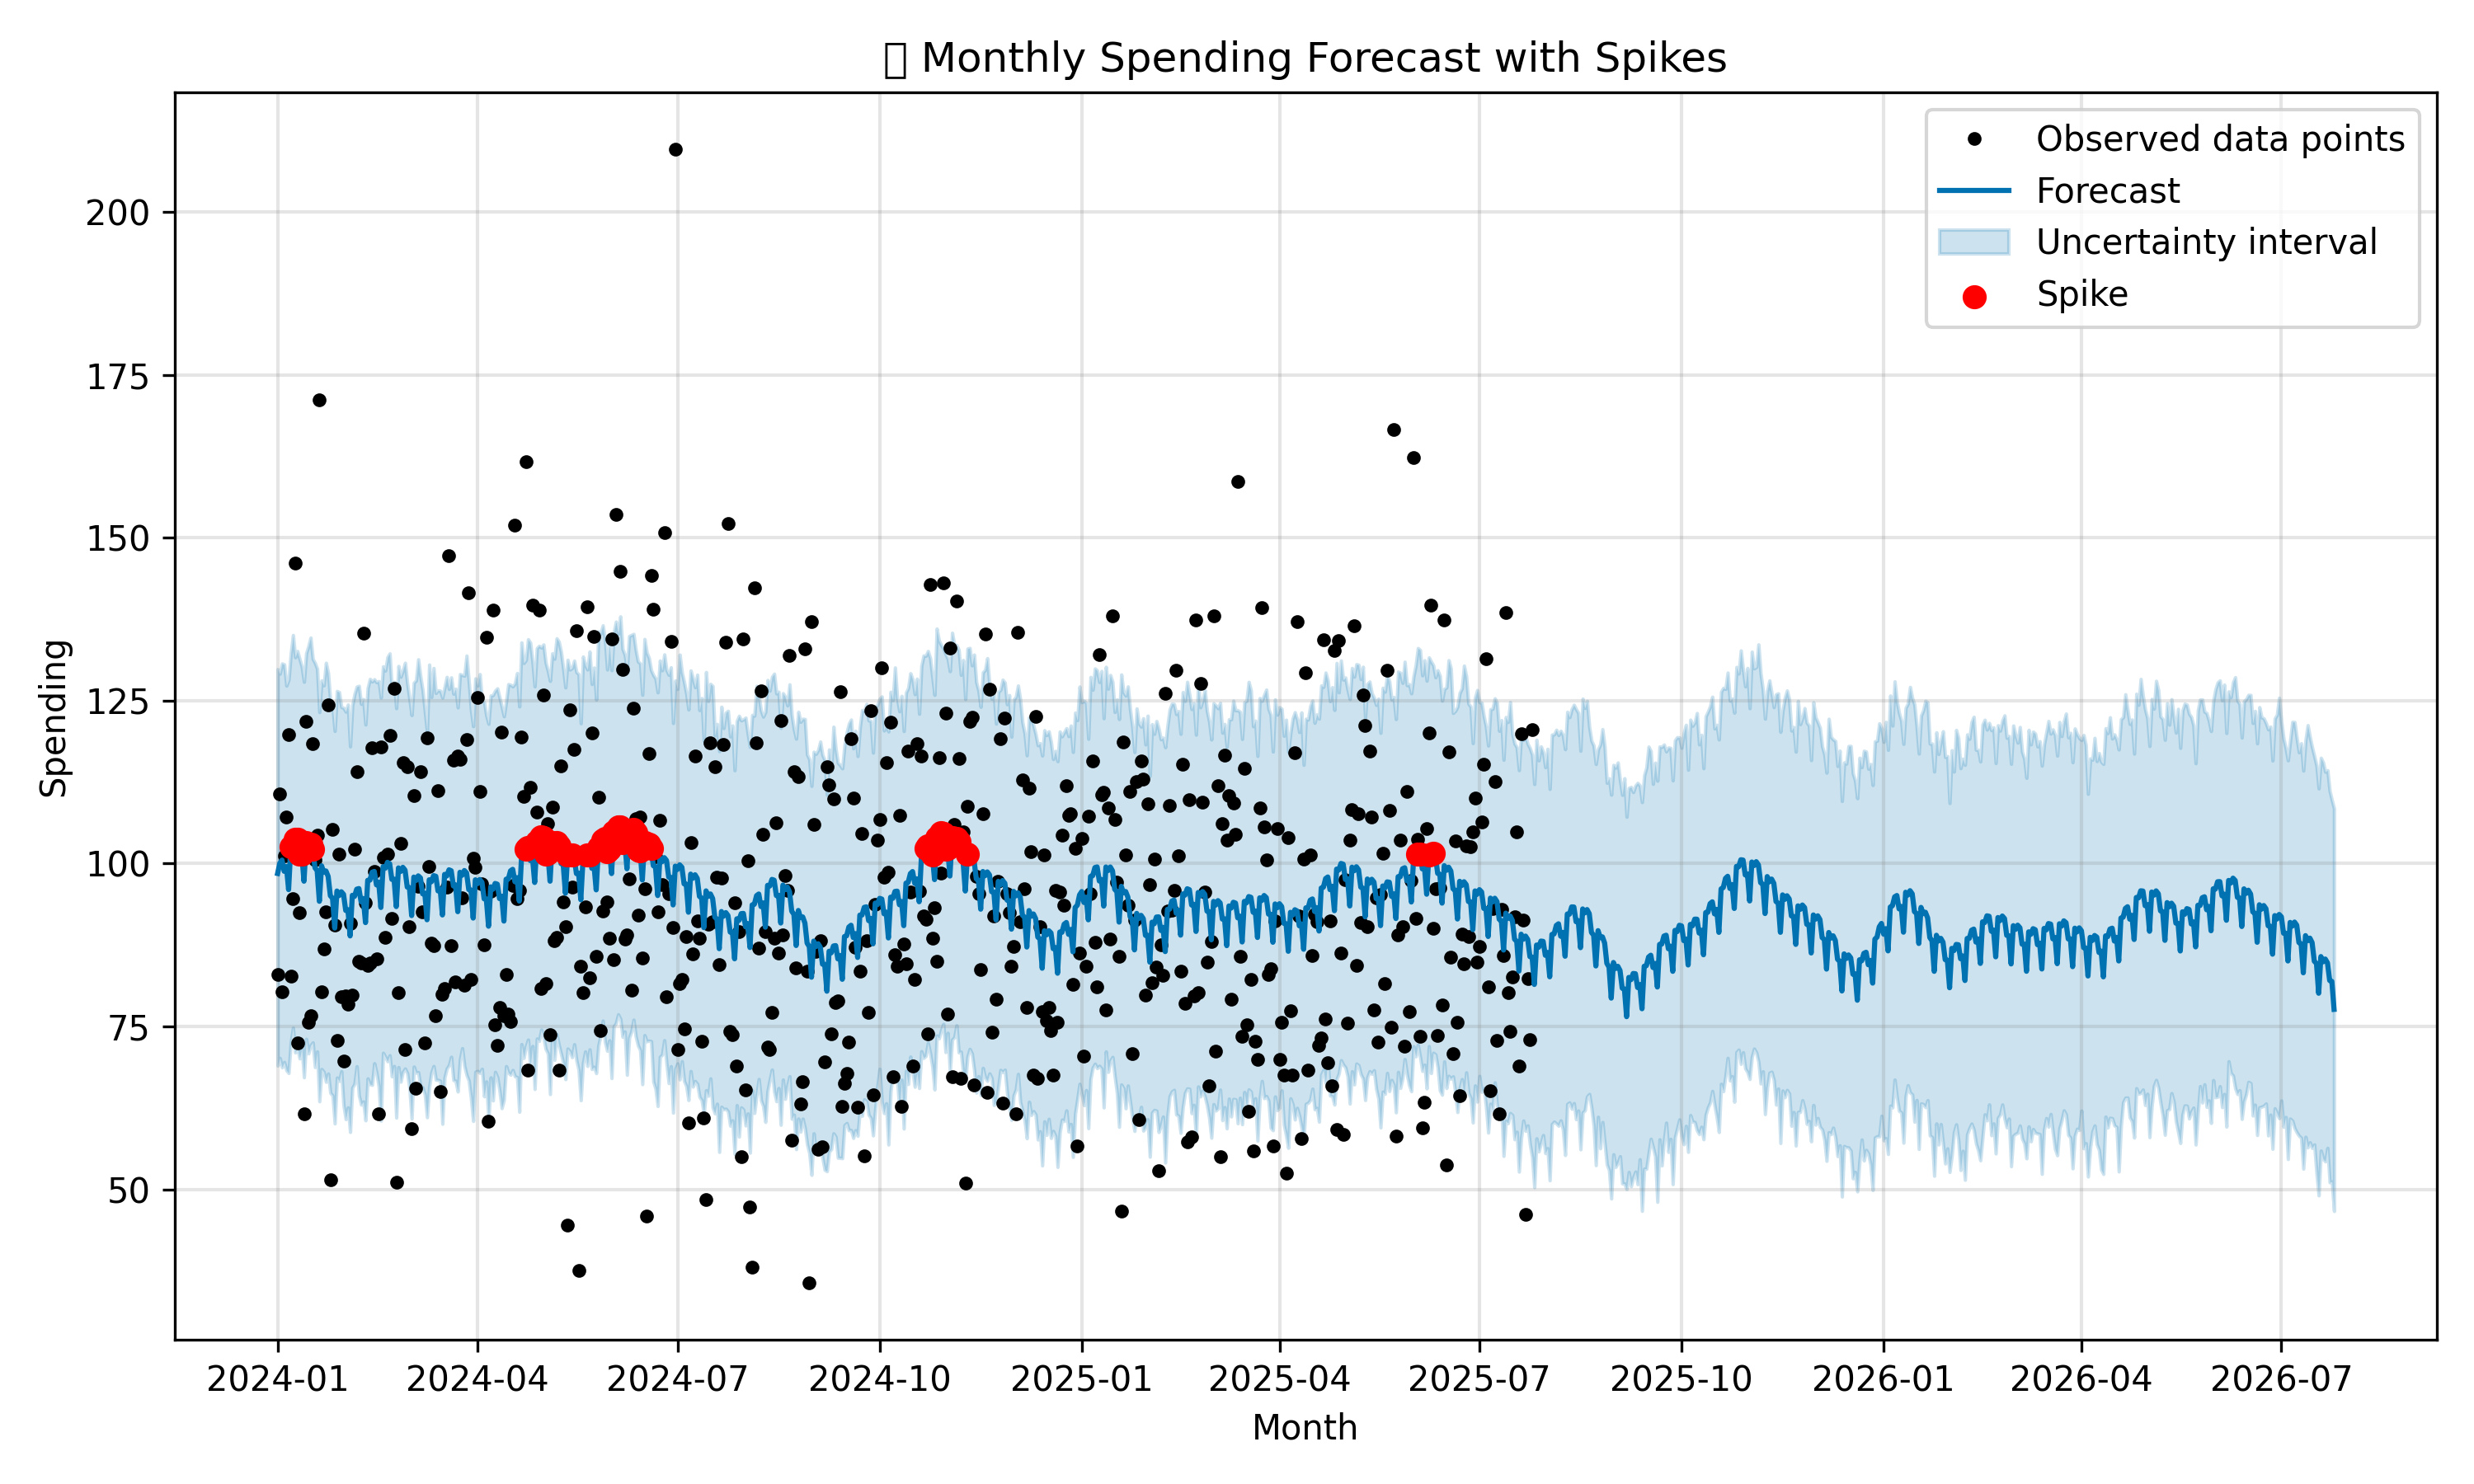 Monthly Spending Forecast with Spikes
Observed data points
Forecast
Uncertainty interval
Spike
Spending
200
175
150
125
100
75
50
2024-01 2024-04 2024-07 2024-10 2025-01 2025-04 2025-07 2025-10 2026-01 2026-04 2026-07
Month